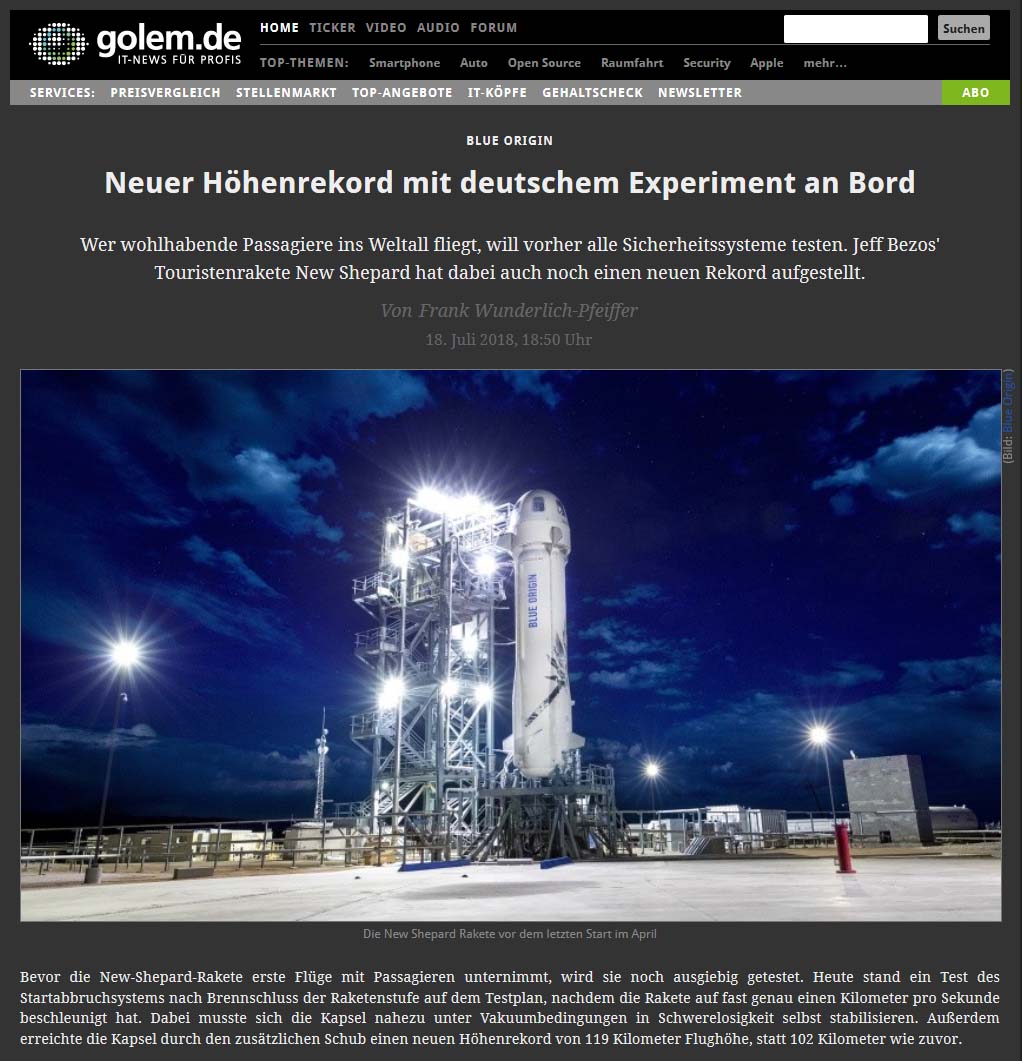 golem.de
IT-NEWS FÜR PROFIS
HOME TICKER VIDEO AUDIO FORUM
Suchen
TOP-THEMEN: Smartphone Auto Open Source Raumfahrt Security Apple mehr...
SERVICES: PREISVERGLEICH STELLENMARKT TOP-ANGEBOTE IT-KÖPFE GEHALTSCHECK NEWSLETTER ABO
BLUE ORIGIN
Neuer Höhenrekord mit deutschem Experiment an Bord
Wer wohlhabende Passagiere ins Weltall fliegt, will vorher alle Sicherheitssysteme testen. Jeff Bezos'
Touristenrakete New Shepard hat dabei auch noch einen neuen Rekord aufgestellt.
Von Frank Wunderlich-Pfeiffer
18. Juli 2018, 18:50 Uhr
(Bild: Blue Origin)
BLUE ORIGIN
Die New Shepard Rakete vor dem letzten Start im April
Bevor die New-Shepard-Rakete erste Flüge mit Passagieren unternimmt, wird sie noch ausgiebig getestet. Heute stand ein Test des
Startabbruchsystems nach Brennschluss der Raketenstufe auf dem Testplan, nachdem die Rakete auf fast genau einen Kilometer pro Sekunde
beschleunigt hat. Dabei musste sich die Kapsel nahezu unter Vakuumbedingungen in Schwerelosigkeit selbst stabilisieren. Außerdem
erreichte die Kapsel durch den zusätzlichen Schub einen neuen Höhenrekord von 119 Kilometer Flughöhe, statt 102 Kilometer wie zuvor.